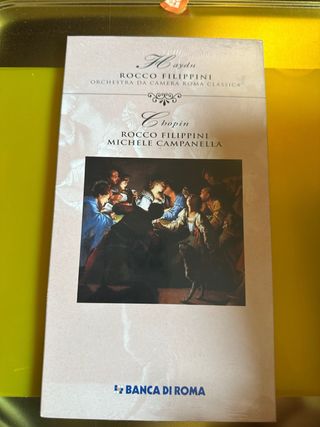 Haydn
ROCCO FILIPPINI
ORCHESTRA DA CAMERA ROMA CLASSICA
Chopin
ROCCO FILIPPINI
MICHELE CAMPANELLA
BANCA DI ROMA